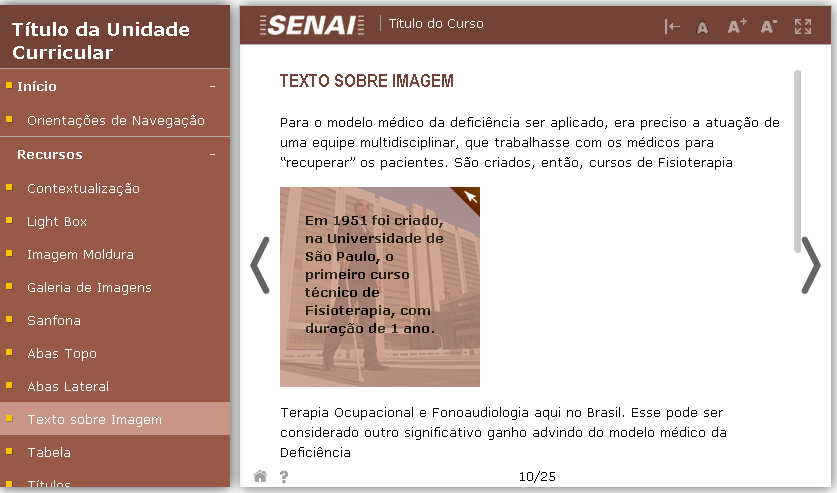 Título da Unidade
Curricular
Início -
Orientações de Navegação
Recursos -
Contextualização
Light Box
Imagem Moldura
Galeria de Imagens
Sanfona
Abas Topo
Abas Lateral
Texto sobre Imagem
Tabela
Títulos
SENAI Título do Curso A A+ A-
TEXTO SOBRE IMAGEM
Para o modelo médico da deficiência ser aplicado, era preciso a atuação de
uma equipe multidisciplinar, que trabalhasse com os médicos para
“recuperar” os pacientes. São criados, então, cursos de Fisioterapia
Em 1951 foi criado,
na Universidade de
São Paulo, o
primeiro curso
técnico de
Fisioterapia, com
duração de 1 ano.
Terapia Ocupacional e Fonoaudiologia aqui no Brasil. Esse pode ser
considerado outro significativo ganho advindo do modelo médico da
Deficiência
? 10/25